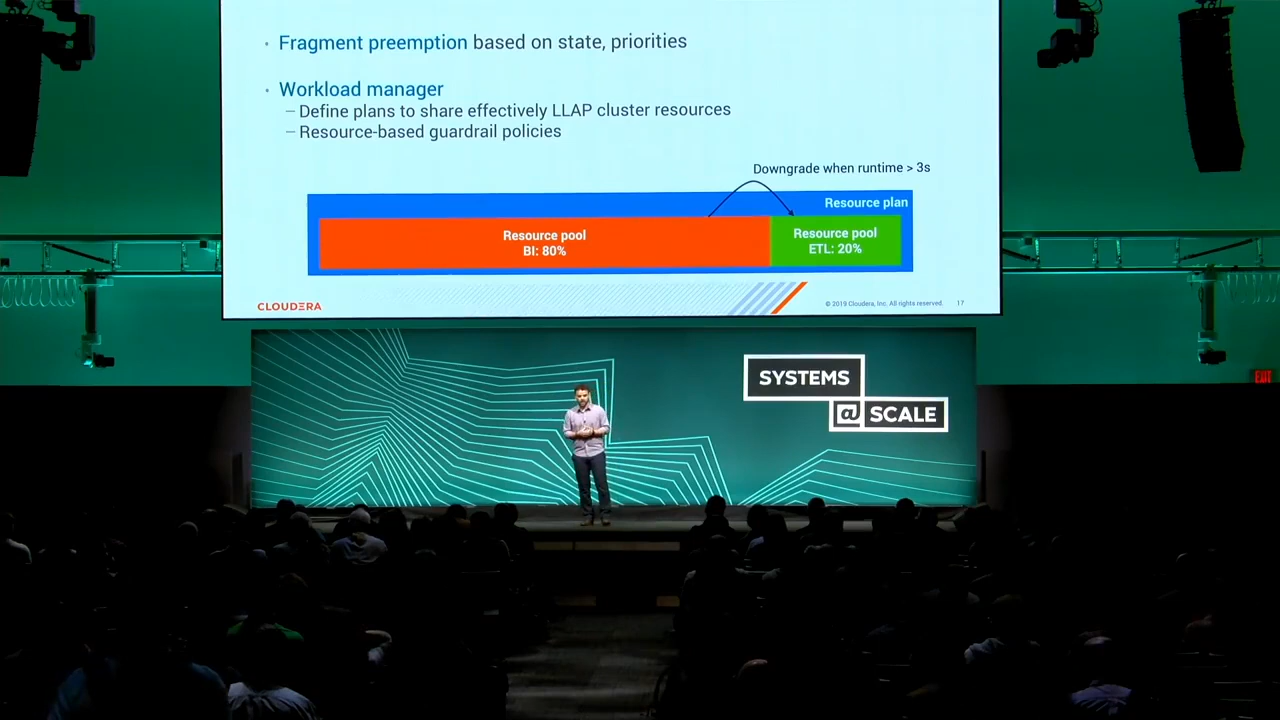 · Fragment preemption based on state, priorities
· Workload manager
– Define plans to share effectively LLAP cluster resources
– Resource-based guardrail policies
Downgrade when runtime > 3s
Resource plan
Resource pool
BI: 80%
Resource pool
ETL: 20%
CLOUDERA
© 2019 Cloudera, Inc. All rights reserved. 17
SYSTEMS
@ SCALE
EXIT